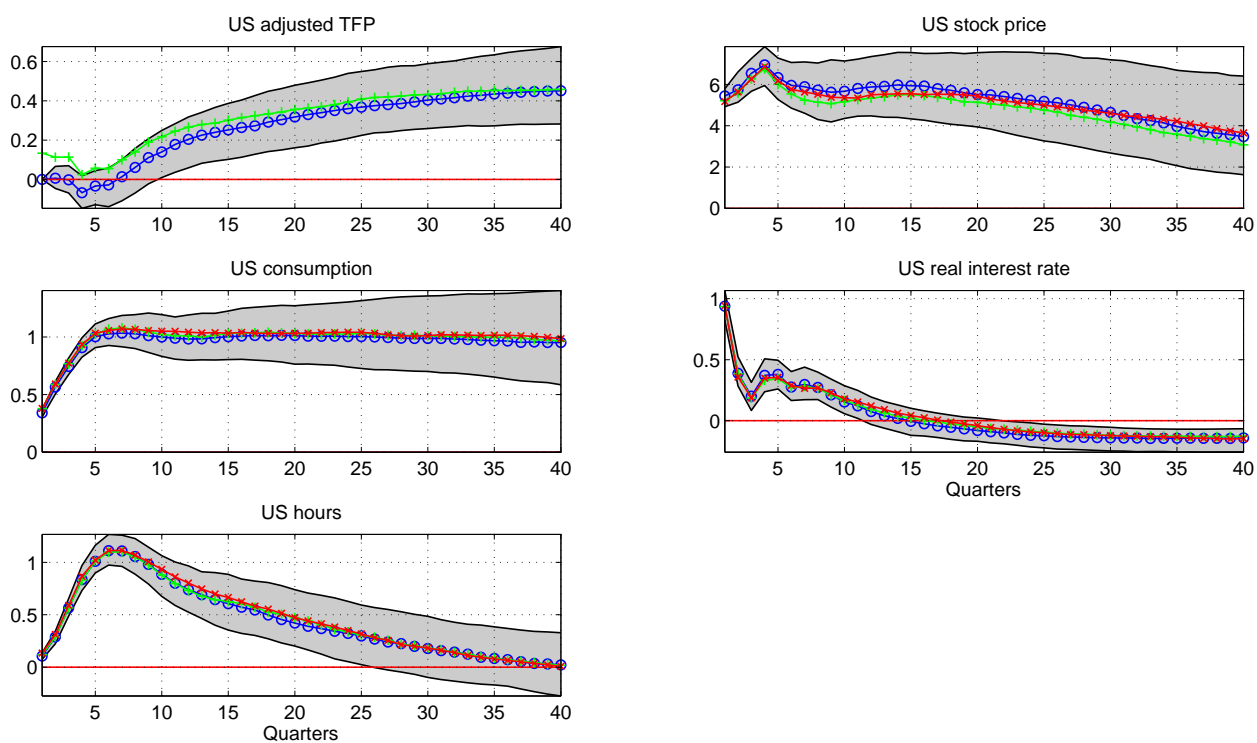 US adjusted TFP
0.6
0.4
0.2
0
5 10 15 20 25 30 35 40
US stock price
6
4
2
0
5 10 15 20 25 30 35 40
US consumption
1
0.5
0
5 10 15 20 25 30 35 40
US real interest rate
1
0.5
0
5 10 15 20 25 30 35 40
Quarters
US hours
1
0.5
0
5 10 15 20 25 30 35 40
Quarters